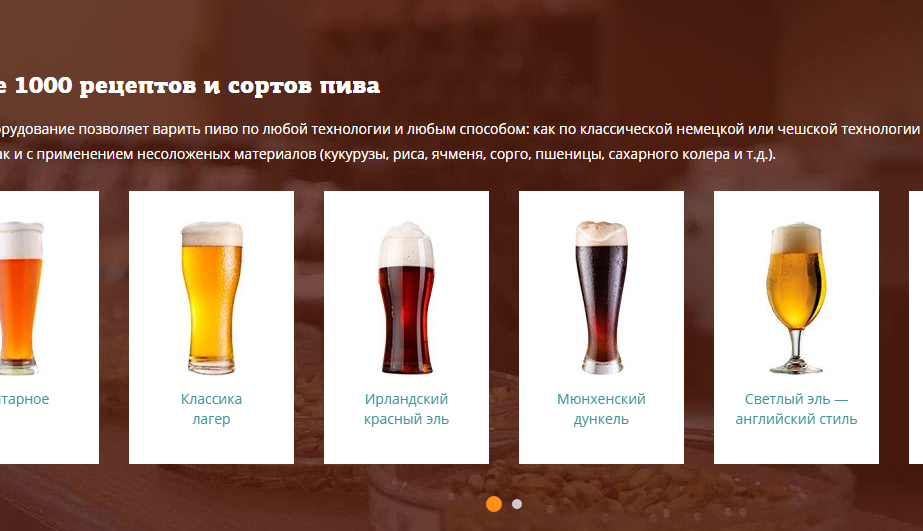 е 1000 рецептов и сортов пива
орудование позволяет варить пиво по любой технологии и любым способом: как по классической немецкой или чешской технологии
ак и с применением несоложеных материалов (кукурузы, риса, ячменя, сорго, пшеницы, сахарного колера и т.д.).
тарное
Классика
лагер
Ирландский
красный эль
Мюнхенский
дункель
Светлый эль —
английский стиль